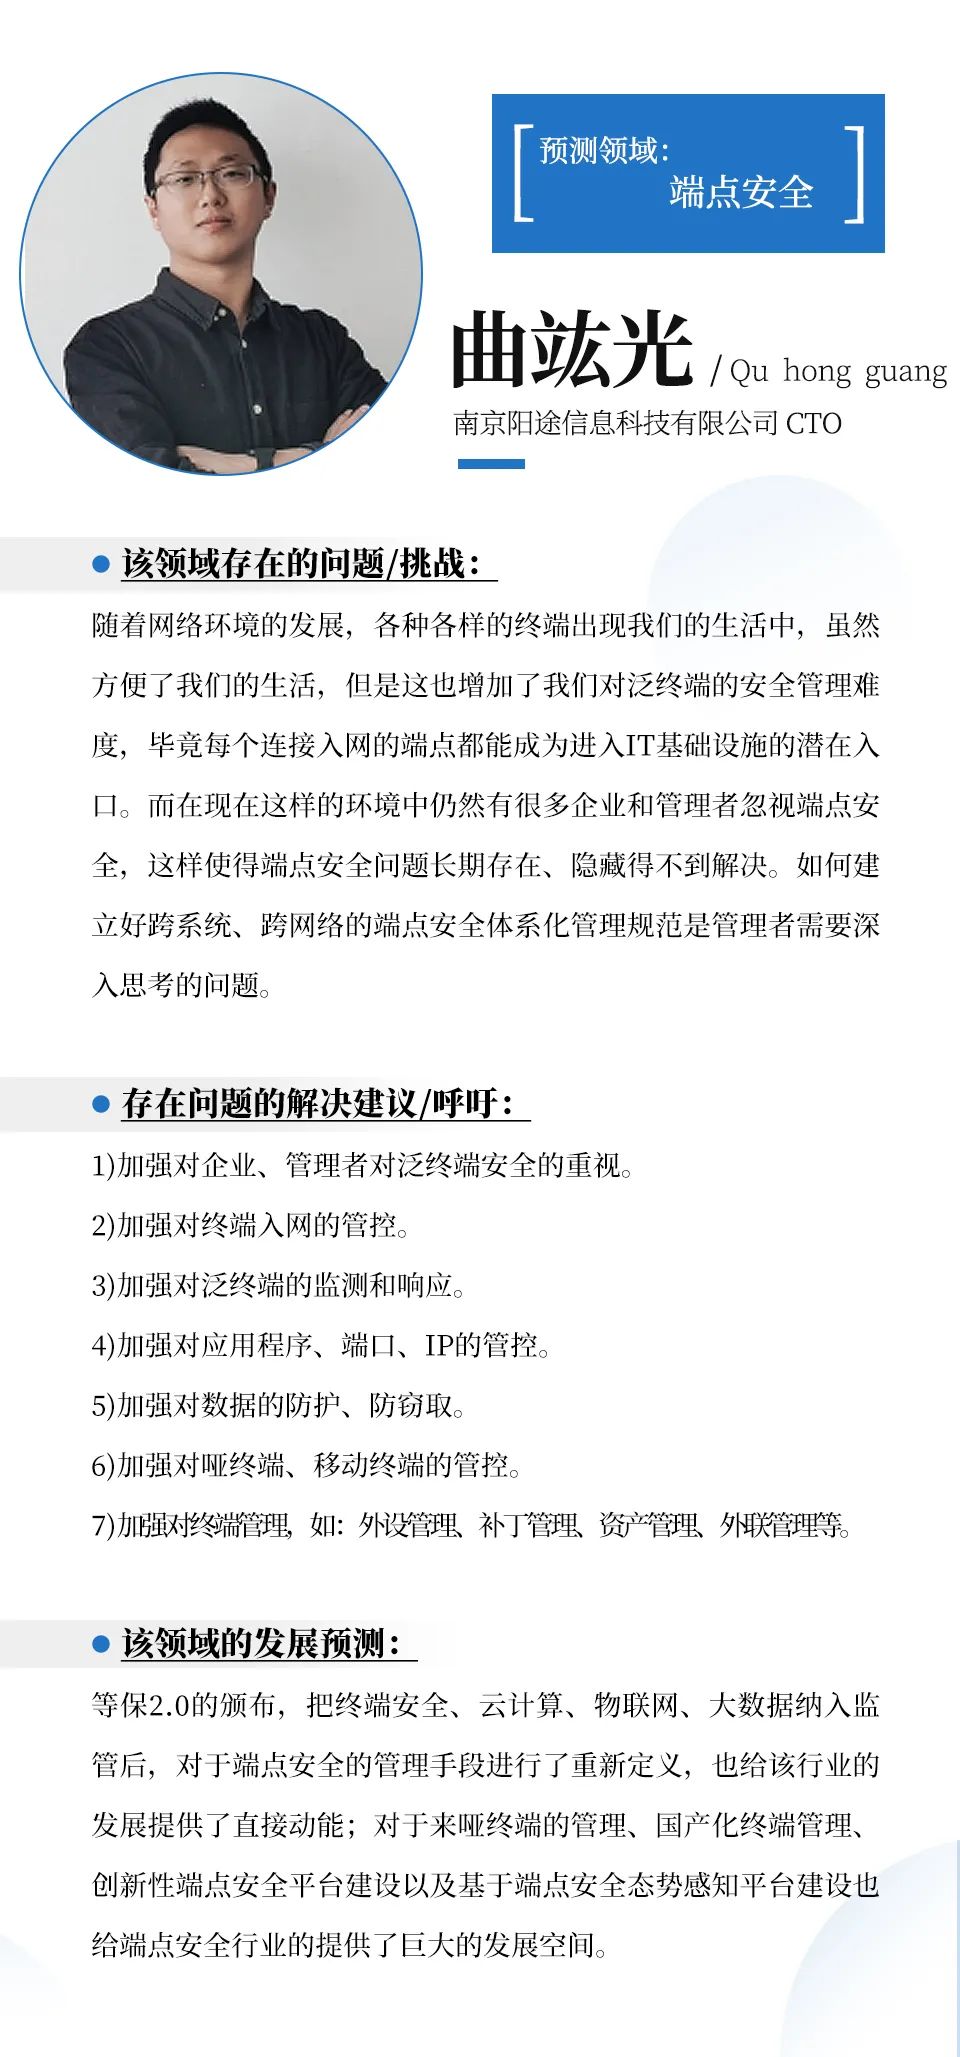 预测领域：
端点安全
曲竑光 / Qu hong guang
南京阳途信息科技有限公司 CTO
该领域存在的问题/挑战：
随着网络环境的发展，各种各样的终端出现我们的生活中，虽然
方便了我们的生活，但是这也增加了我们对泛终端的安全管理难
度，毕竟每个连接入网的端点都能成为进入IT基础设施的潜在入
口。而在现在这样的环境中仍然有很多企业和管理者忽视端点安
全，这样使得端点安全问题长期存在、隐藏得不到解决。如何建
立好跨系统、跨网络的端点安全体系化管理规范是管理者需要深
入思考的问题。
存在问题的解决建议/呼吁：
1)加强对企业、管理者对泛终端安全的重视。
2)加强对终端入网的管控。
3)加强对泛终端的监测和响应。
4)加强对应用程序、端口、IP的管控。
5)加强对数据的防护、防窃取。
6)加强对哑终端、移动终端的管控。
7)加强对终端管理，如：外设管理、补丁管理、资产管理、外联管理等。
该领域的发展预测：
等保2.0的颁布，把终端安全、云计算、物联网、大数据纳入监
管后，对于端点安全的管理手段进行了重新定义，也给该行业的
发展提供了直接动能；对于来哑终端的管理、国产化终端管理、
创新性端点安全平台建设以及基于端点安全态势感知平台建设也
给端点安全行业的提供了巨大的发展空间。